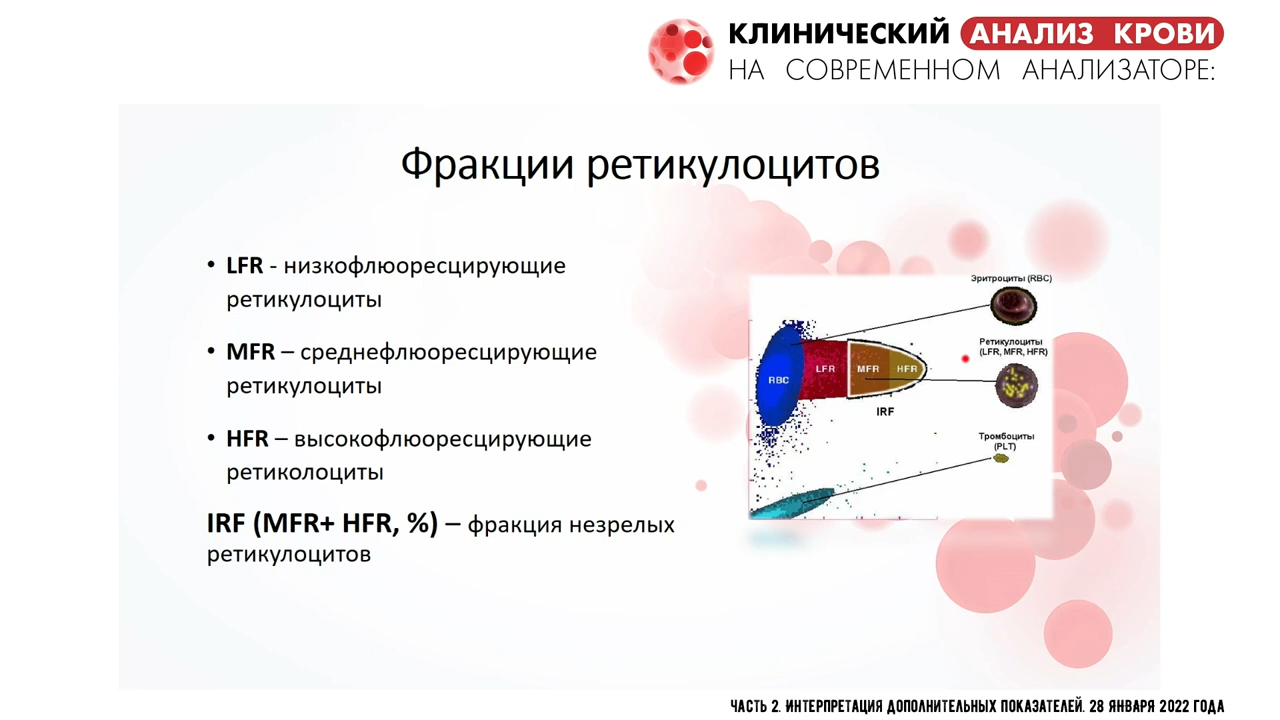 КЛИНИЧЕСКИЙ АНАЛИЗ КРОВИ
НА СОВРЕМЕННОМ АНАЛИЗАТОРЕ:
Фракции ретикулоцитов
• LFR - низкофлюоресцирующие
ретикулоциты
• MFR – среднефлюоресцирующие
ретикулоциты
• HFR – высокофлюоресцирующие
ретиколоциты
IRF (MFR+ HFR, %) – фракция незрелых
ретикулоцитов
Эритроциты (RBC)
Ретикулоциты
(LFR, MFR, HFR)
RBC
LFR
MFR
HFR
IRF
Тромбоциты
(PLT)
ЧАСТЬ 2. ИНТЕРПРЕТАЦИЯ ДОПОЛНИТЕЛЬНЫХ ПОКАЗАТЕЛЕЙ. 28 ЯНВАРЯ 2022 ГОДА